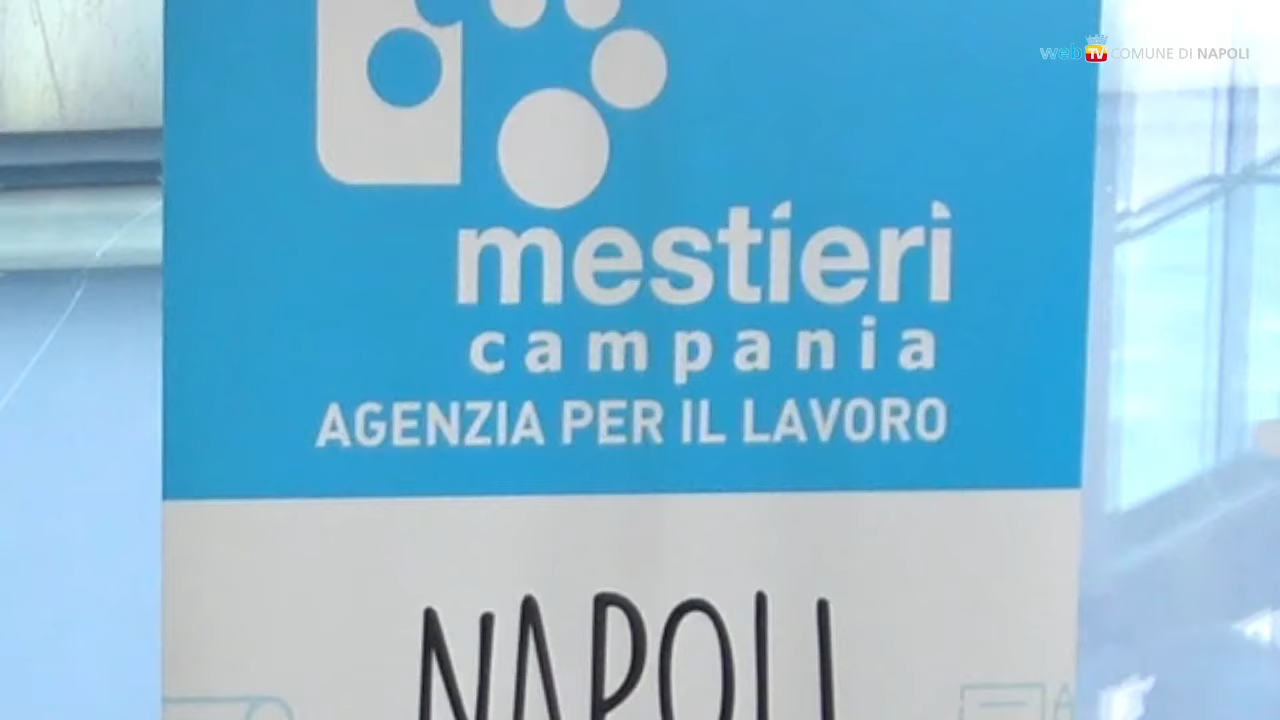 web TV COMUNE DI NAPOLI
mestieri
campania
AGENZIA PER IL LAVORO
NAPOLI